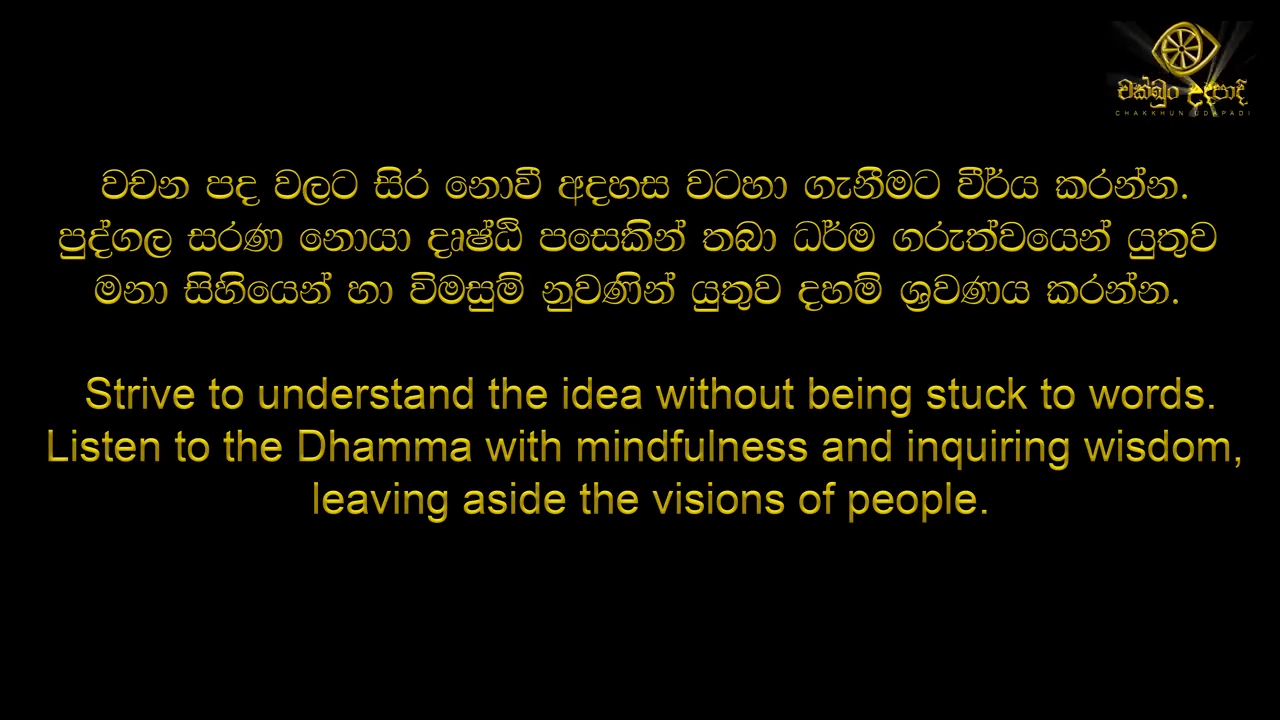 චක්ඛුං උදපාදී
CHAKKHUN UDAPADI
වචන පද වලට සිර නොවී අදහස වටහා ගැනීමට වීර්ය කරන්න.
පුද්ගල සරණ නොයා දෘෂ්ඨි පසෙකින් තබා ධර්ම ගරුත්වයෙන් යුතුව
මනා සිහියෙන් හා විමසුම් නුවණින් යුතුව දහම් ශ්‍රවණය කරන්න.
Strive to understand the idea without being stuck to words.
Listen to the Dhamma with mindfulness and inquiring wisdom,
leaving aside the visions of people.